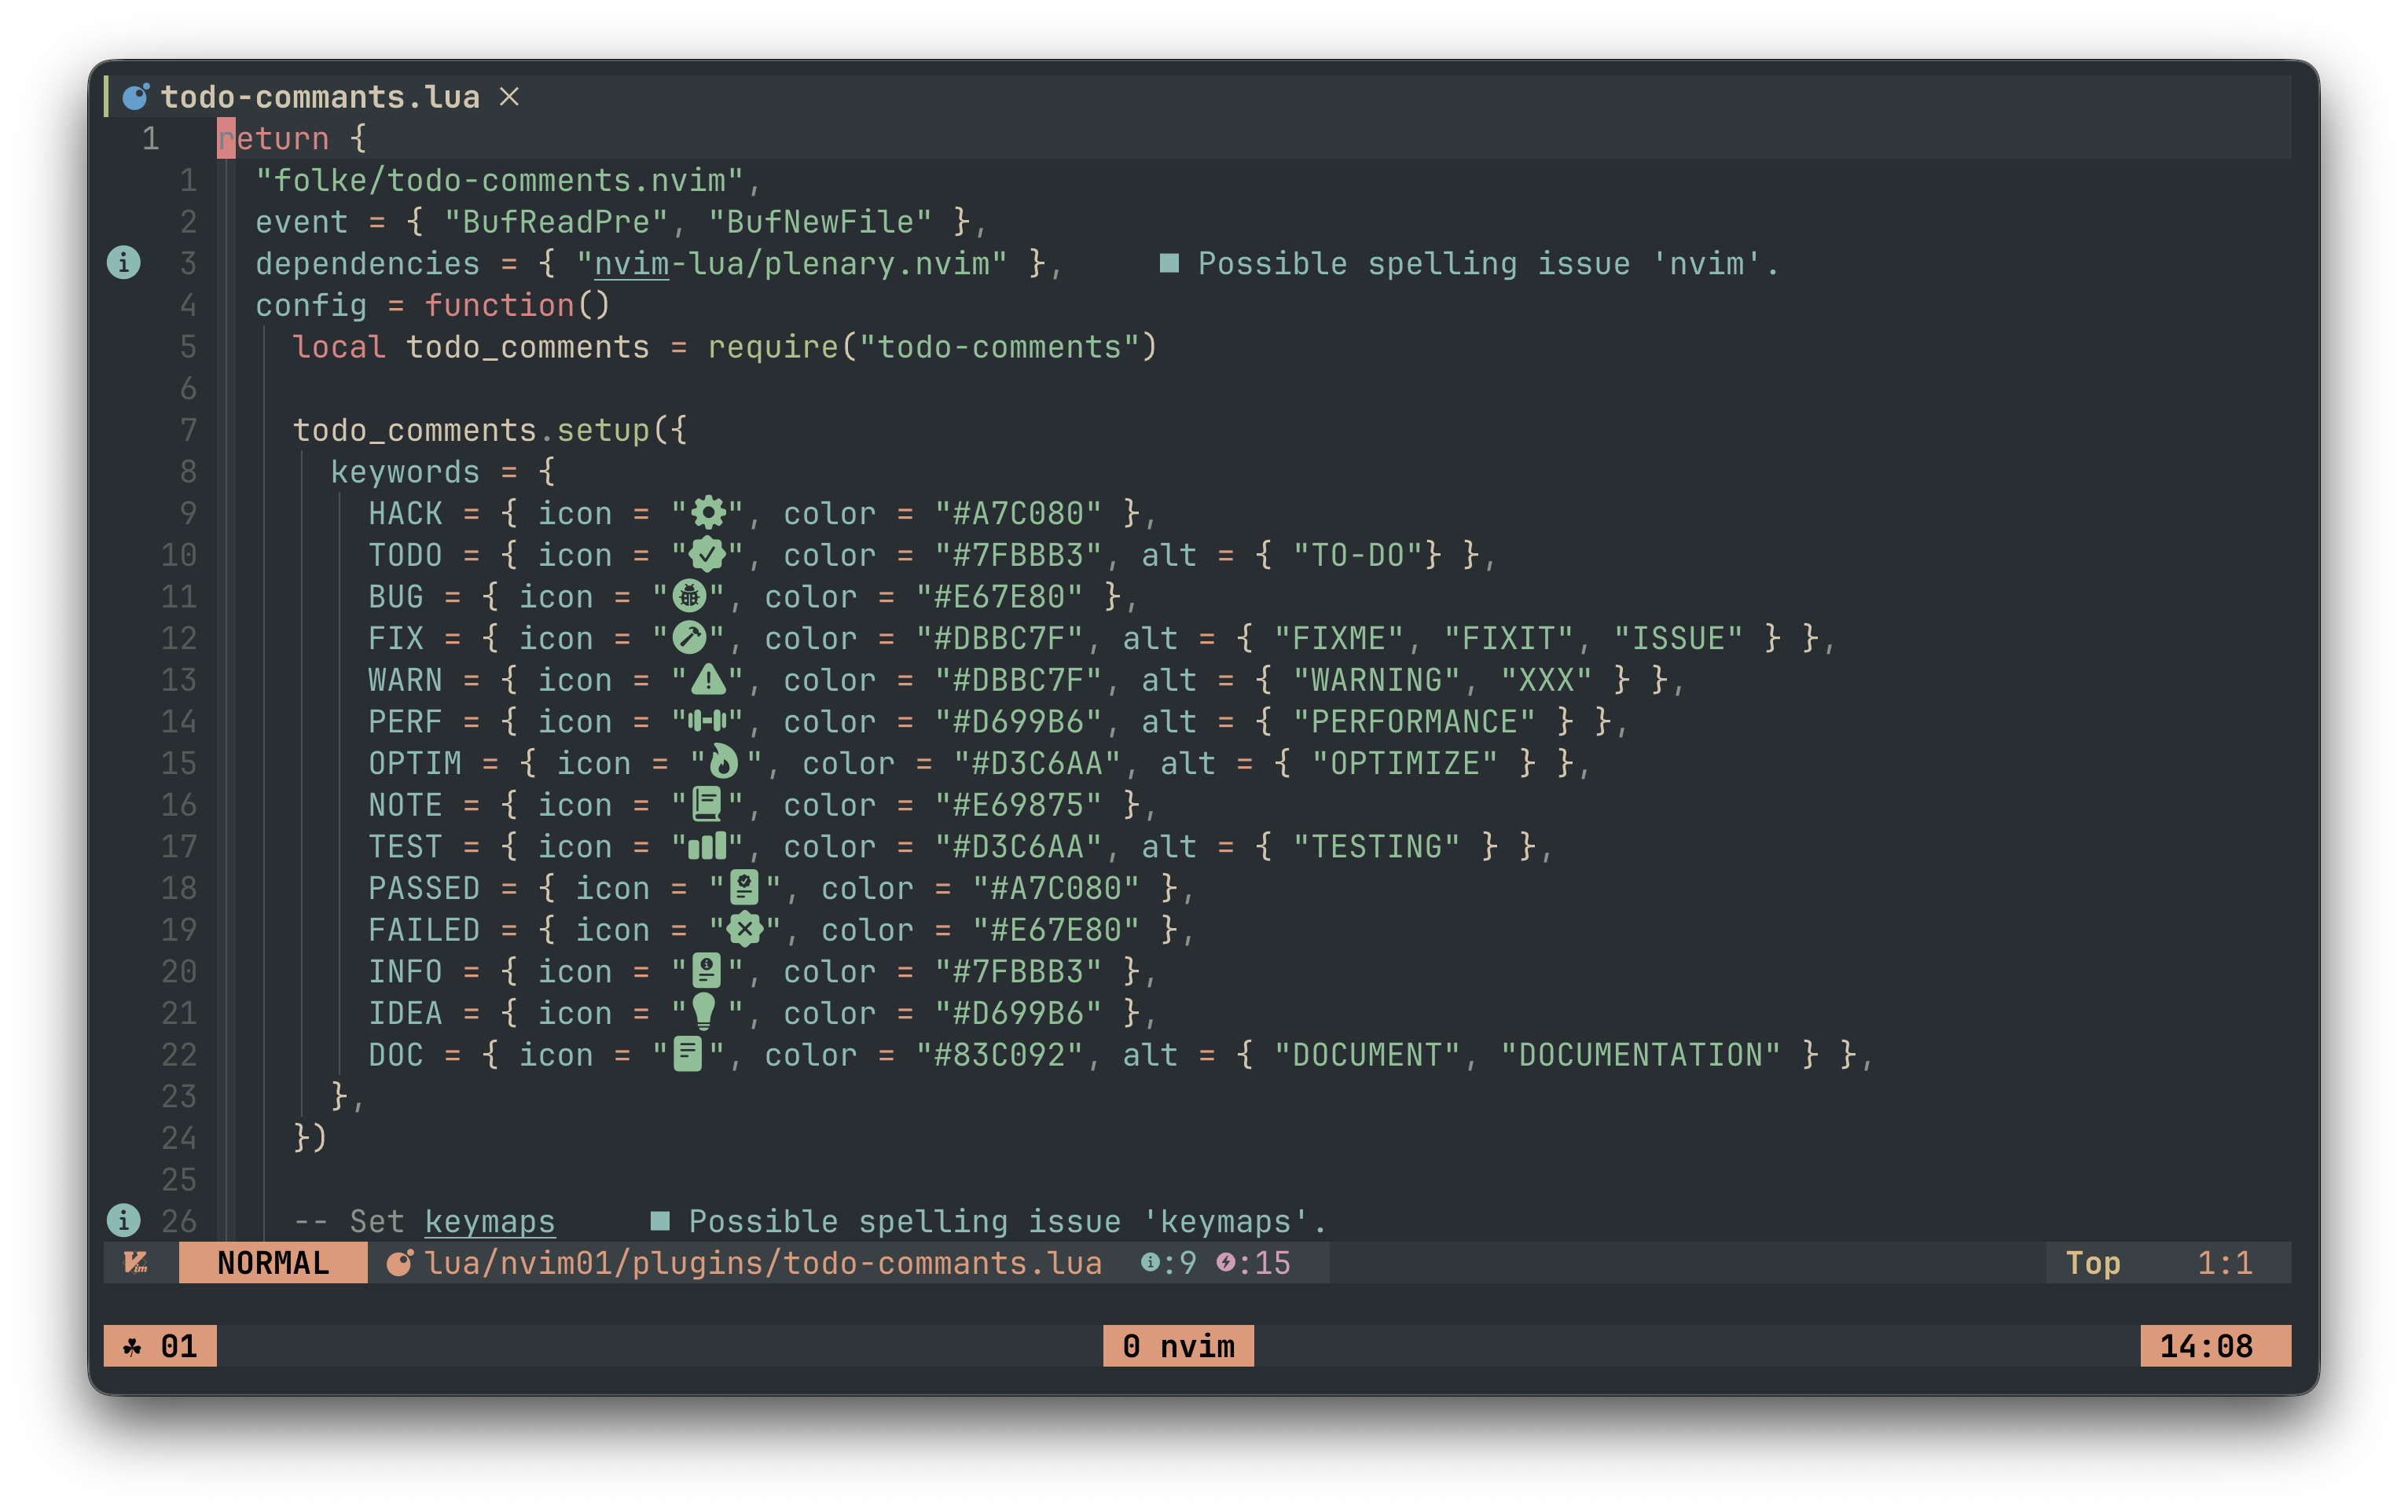 todo-commants.lua ×
1 return {
1 "folke/todo-comments.nvim",
2 event = { "BufReadPre", "BufNewFile" },
3 dependencies = { "nvim-lua/plenary.nvim" }, ■ Possible spelling issue 'nvim'.
4 config = function()
5 local todo_comments = require("todo-comments")
6
7 todo_comments.setup({
8 keywords = {
9 HACK = { icon = "", color = "#A7C080" },
10 TODO = { icon = "", color = "#7FBBB3", alt = { "TO-DO"} },
11 BUG = { icon = "", color = "#E67E80" },
12 FIX = { icon = "", color = "#DBBC7F", alt = { "FIXME", "FIXIT", "ISSUE" } },
13 WARN = { icon = "", color = "#DBBC7F", alt = { "WARNING", "XXX" } },
14 PERF = { icon = "", color = "#D699B6", alt = { "PERFORMANCE" } },
15 OPTIM = { icon = " ", color = "#D3C6AA", alt = { "OPTIMIZE" } },
16 NOTE = { icon = "", color = "#E69875" },
17 TEST = { icon = "", color = "#D3C6AA", alt = { "TESTING" } },
18 PASSED = { icon = "", color = "#A7C080" },
19 FAILED = { icon = "", color = "#E67E80" },
20 INFO = { icon = "", color = "#7FBBB3" },
21 IDEA = { icon = " ", color = "#D699B6" },
22 DOC = { icon = "", color = "#83C092", alt = { "DOCUMENT", "DOCUMENTATION" } },
23 },
24 })
25
26 -- Set keymaps ■ Possible spelling issue 'keymaps'.
NORMAL lua/nvim01/plugins/todo-commants.lua :9 :15 Top 1:1
☘ 01 0 nvim 14:08